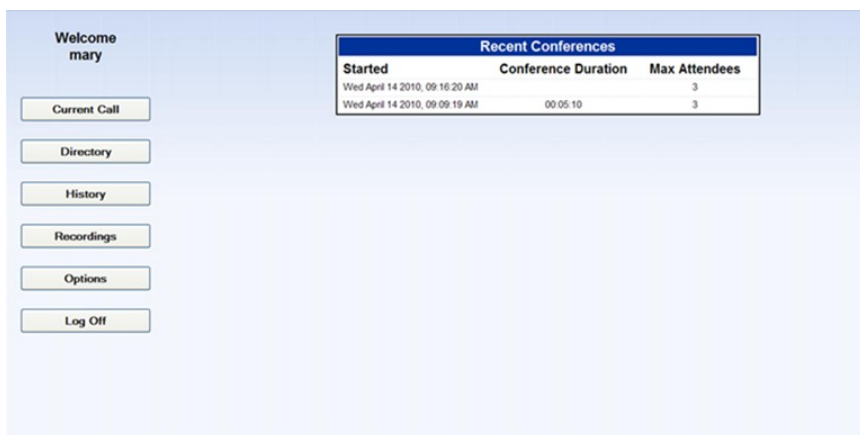 Welcome
mary
Current Call
Directory
History
Recordings
Options
Log Off
Recent Conferences
Started Conference Duration Max Attendees
Wed April 14 2010, 09:16:20 AM 3
Wed April 14 2010, 09:09:19 AM 00:05:10 3